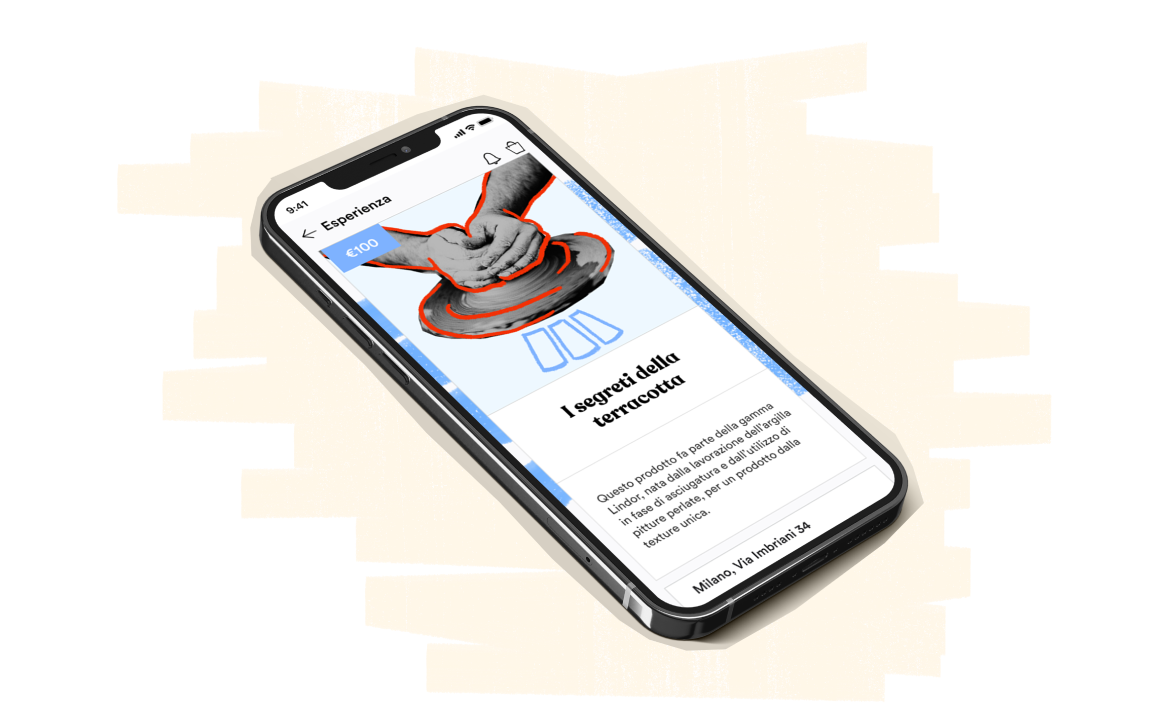 9:41
Esperienza
€100
I segreti della
terracotta
Questo prodotto fa parte della gamma
Lindor, nata dalla lavorazione dell'argilla
in fase di asciugatura e dall'utilizzo di
pitture perlate, per un prodotto dalla
texture unica.
Milano, Via Imbriani 34